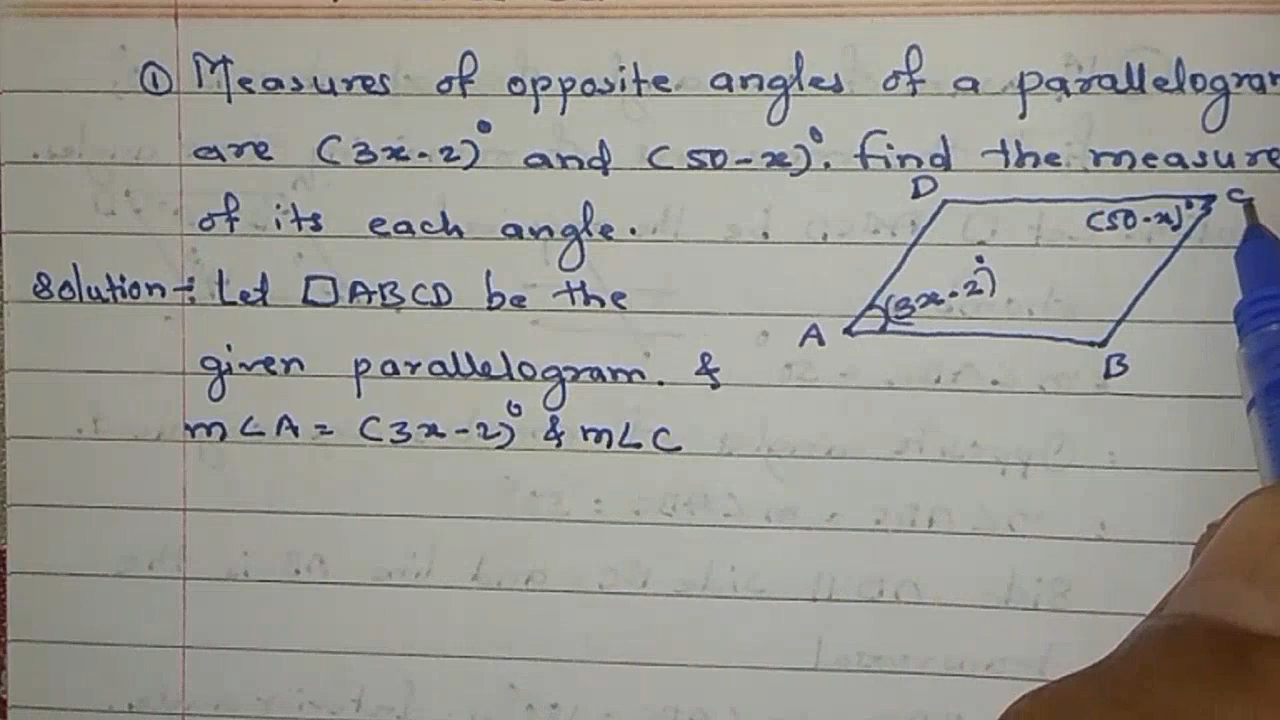 ① Measures of opposite angles of a parallelogram
are (3x-2)° and (50-x)°. find the measure
of its each angle.
Solution:- Let □ABCD be the
given parallelogram. &
m∠A = (3x-2)° & m∠C
D
C
(50-x)°
(3x-2)°
A
B